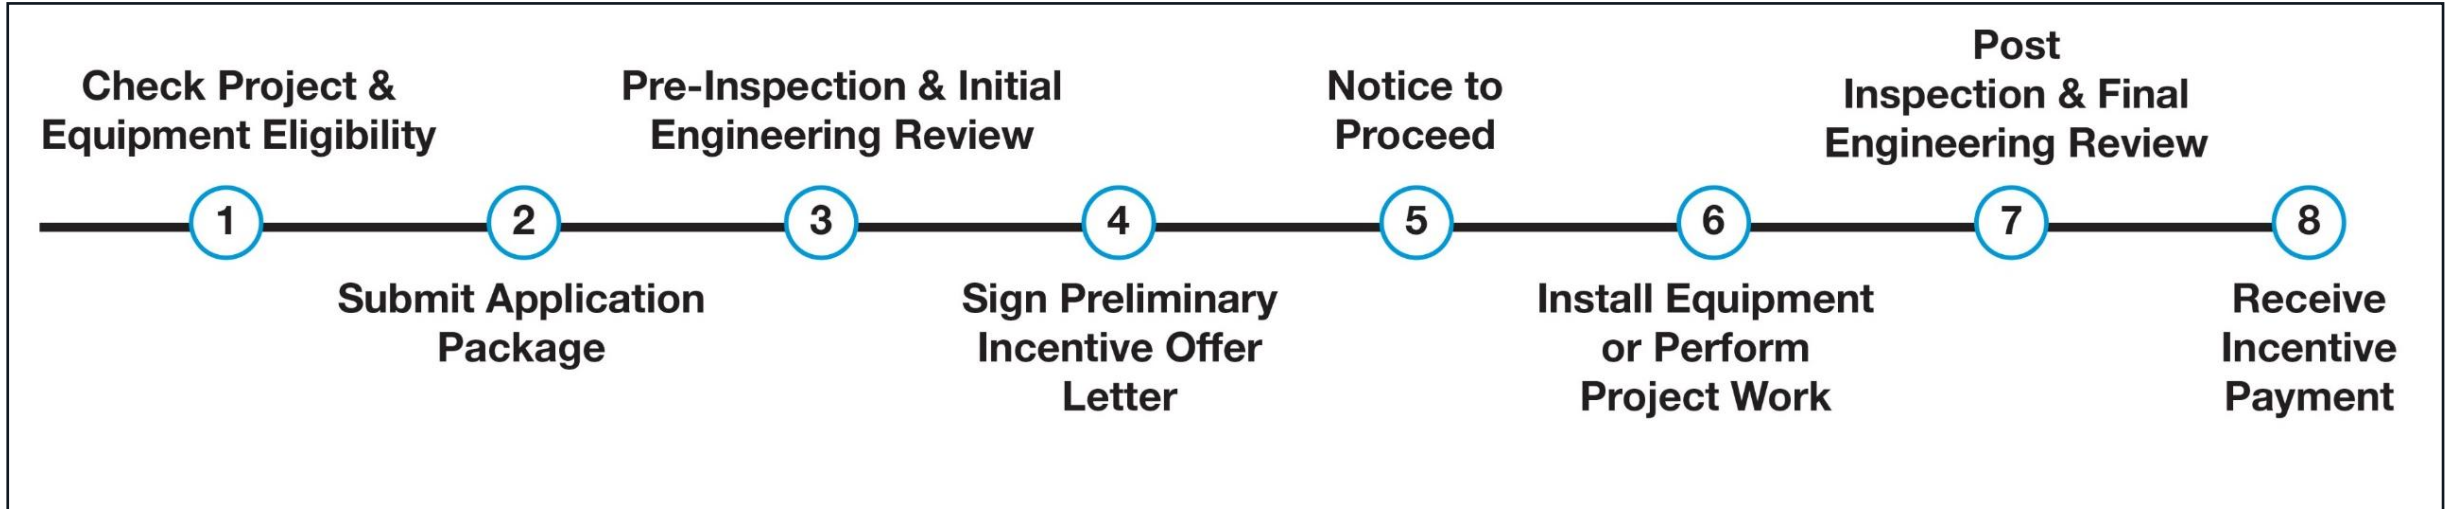 Check Project &
Equipment Eligibility
1
Submit Application
Package
2
Pre-Inspection & Initial
Engineering Review
3
Sign Preliminary
Incentive Offer
Letter
4
Notice to
Proceed
5
Install Equipment
or Perform
Project Work
6
Post
Inspection & Final
Engineering Review
7
Receive
Incentive
Payment
8